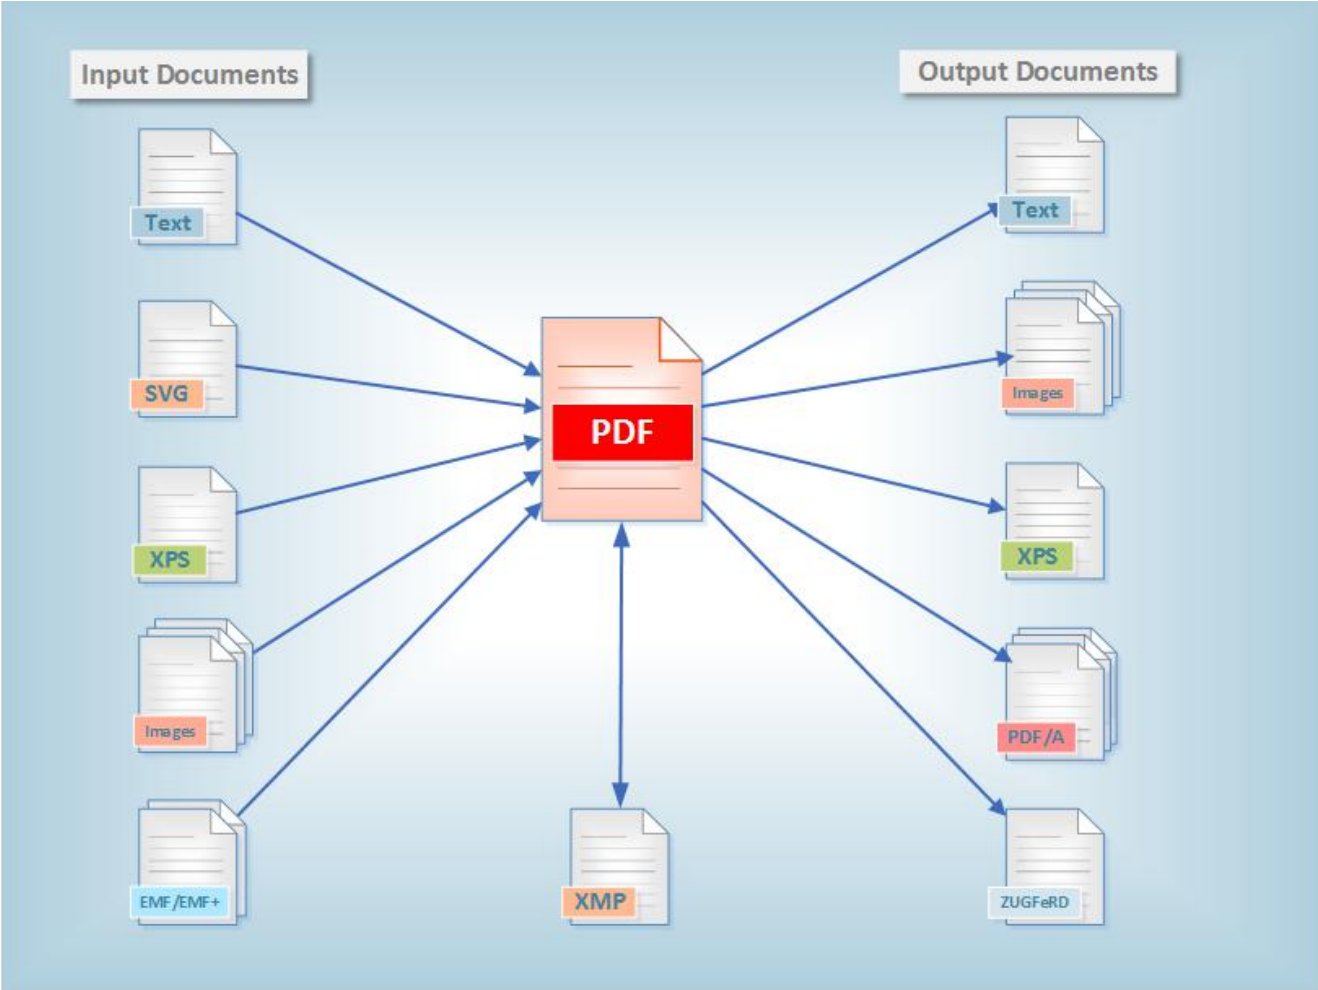 Input Documents
Output Documents
Text
SVG
XPS
Images
EMF/EMF+
PDF
XMP
Text
Images
XPS
PDF/A
ZUGFeRD